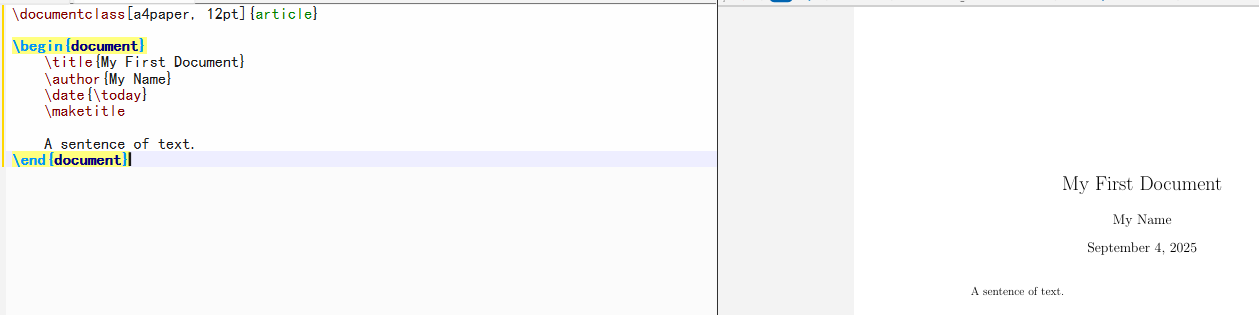 \documentclass[a4paper, 12pt]{article}
\begin{document}
\title{My First Document}
\author{My Name}
\date{\today}
\maketitle
A sentence of text.
\end{document}
My First Document
My Name
September 4, 2025
A sentence of text.